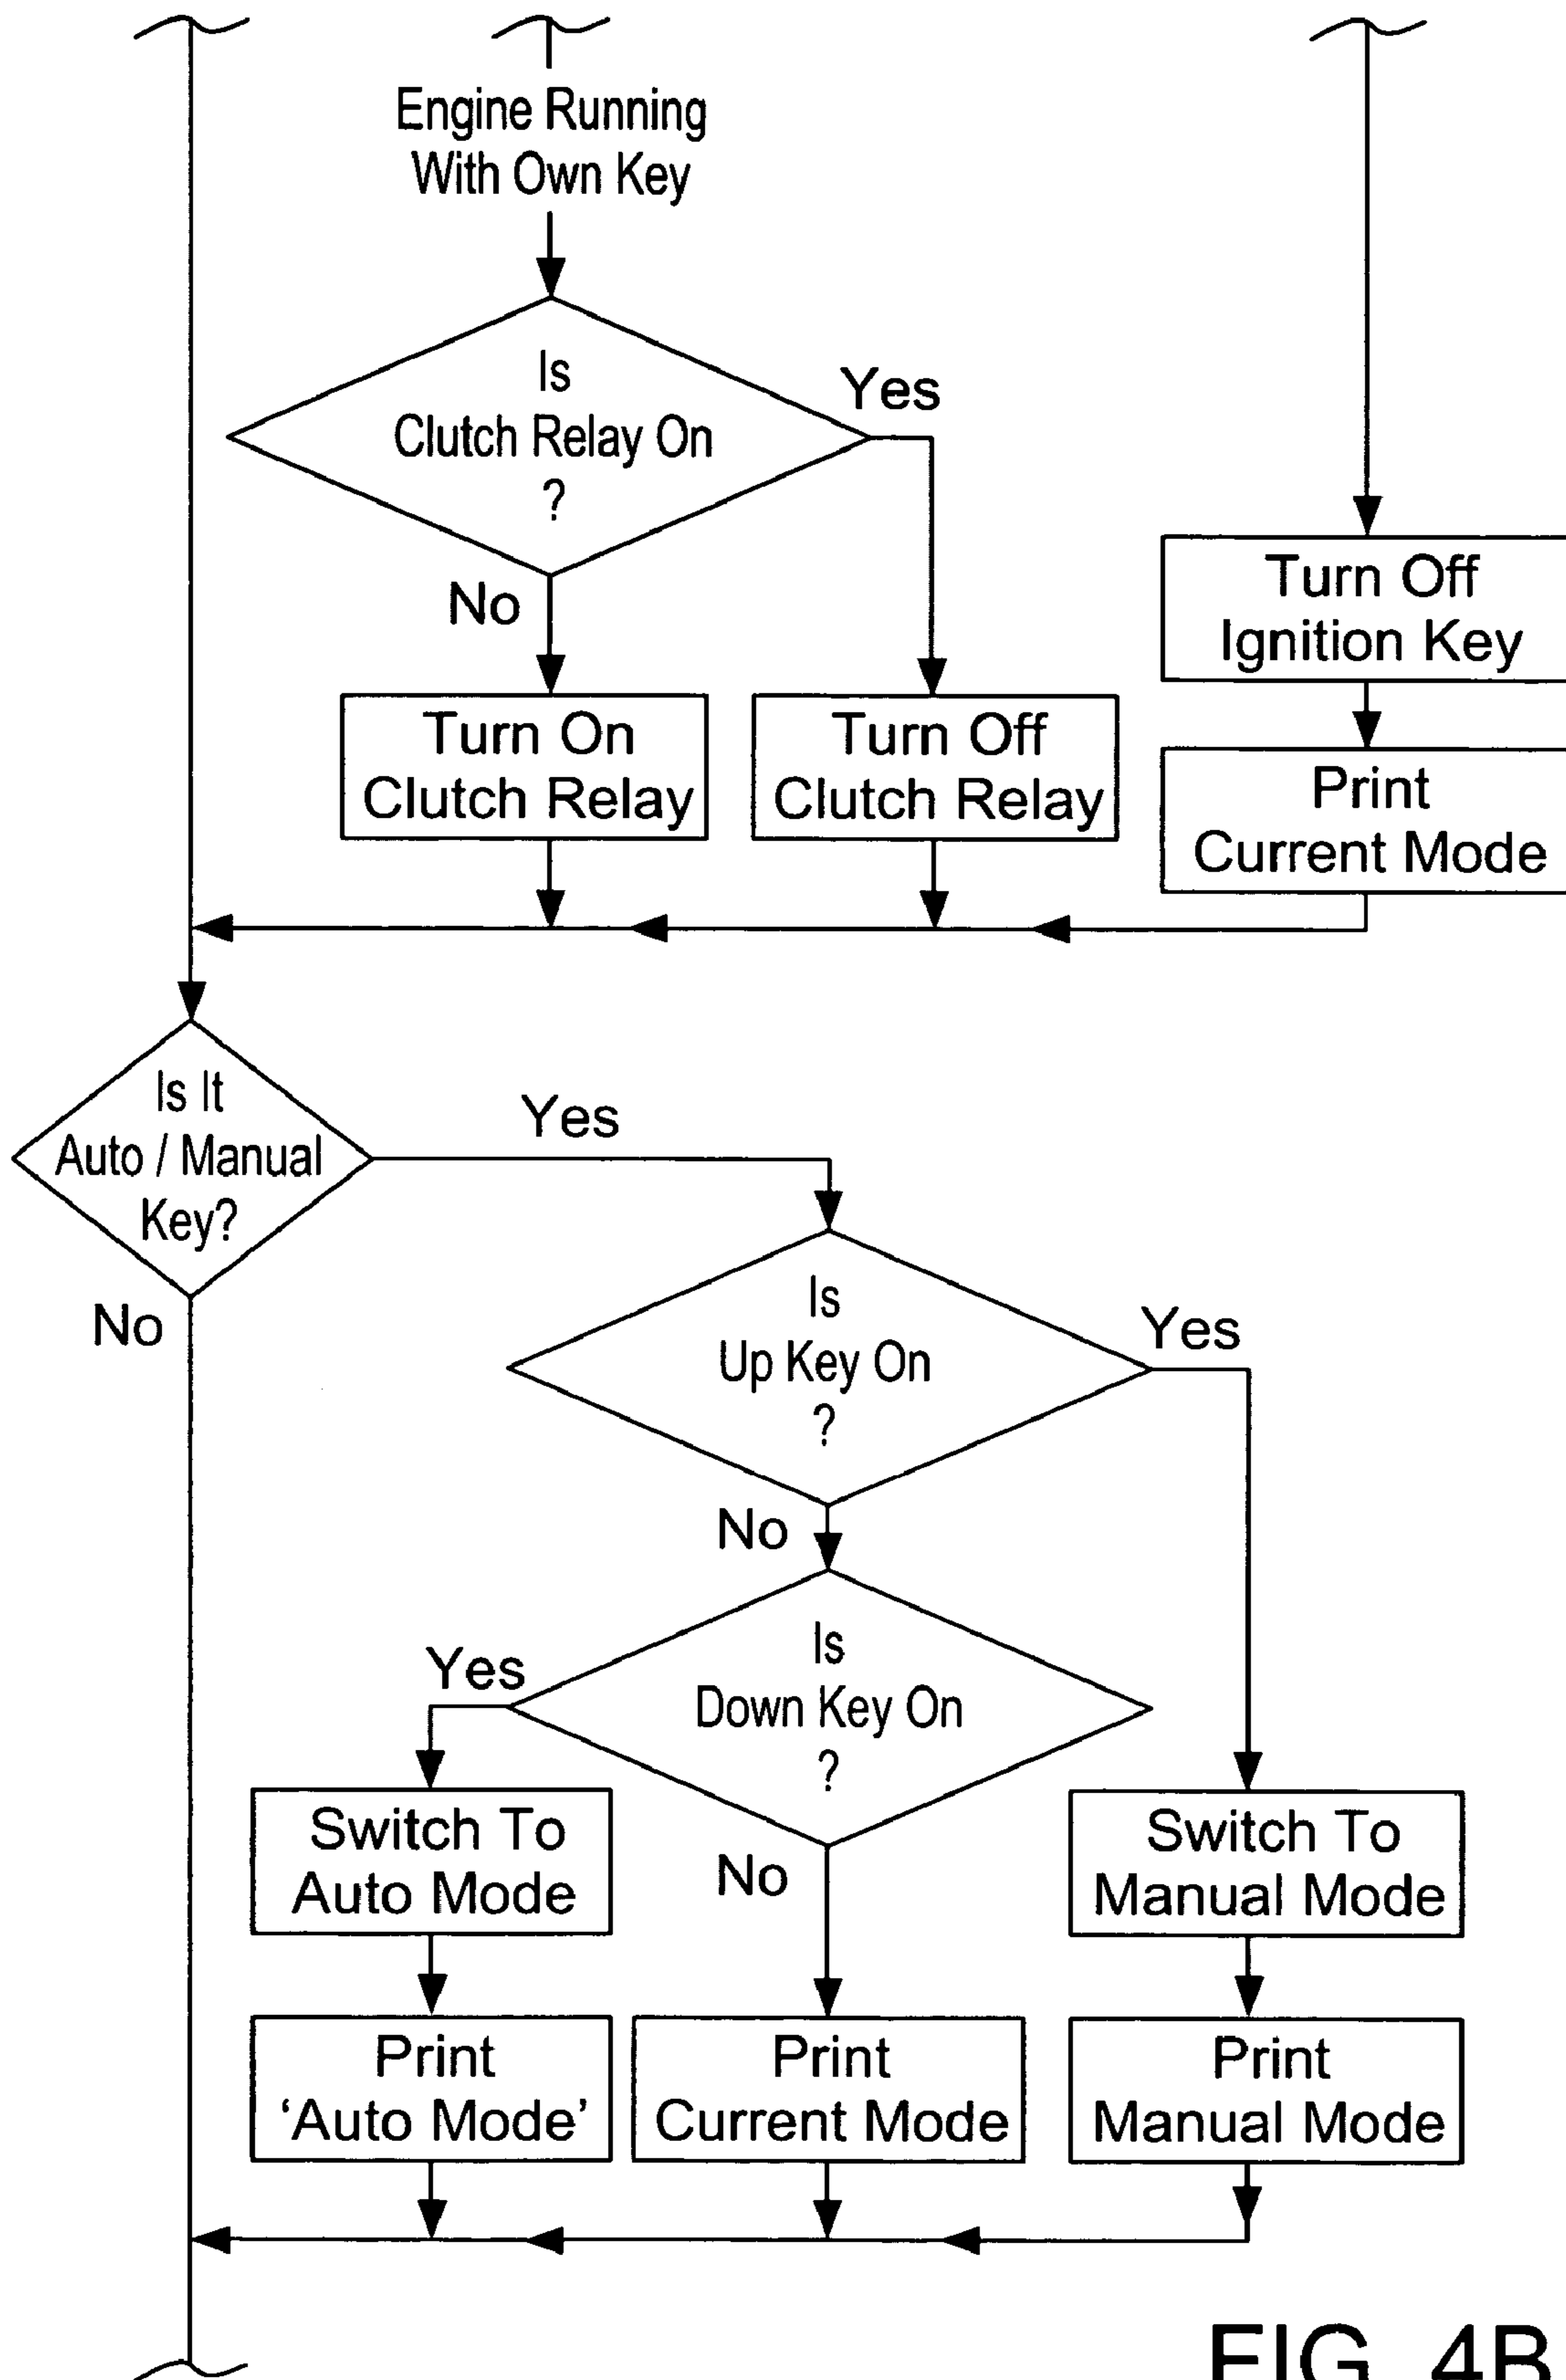 Engine Running
With Own Key
Is
Clutch Relay On
?
Yes
No
Turn On
Clutch Relay
Turn Off
Clutch Relay
Turn Off
Ignition Key
Print
Current Mode
Is It
Auto / Manual
Key?
Yes
No
Is
Up Key On
?
Yes
No
Is
Down Key On
?
Yes
No
Switch To
Auto Mode
Switch To
Manual Mode
Print
‘Auto Mode’
Print
Current Mode
Print
Manual Mode
FIG. 4B